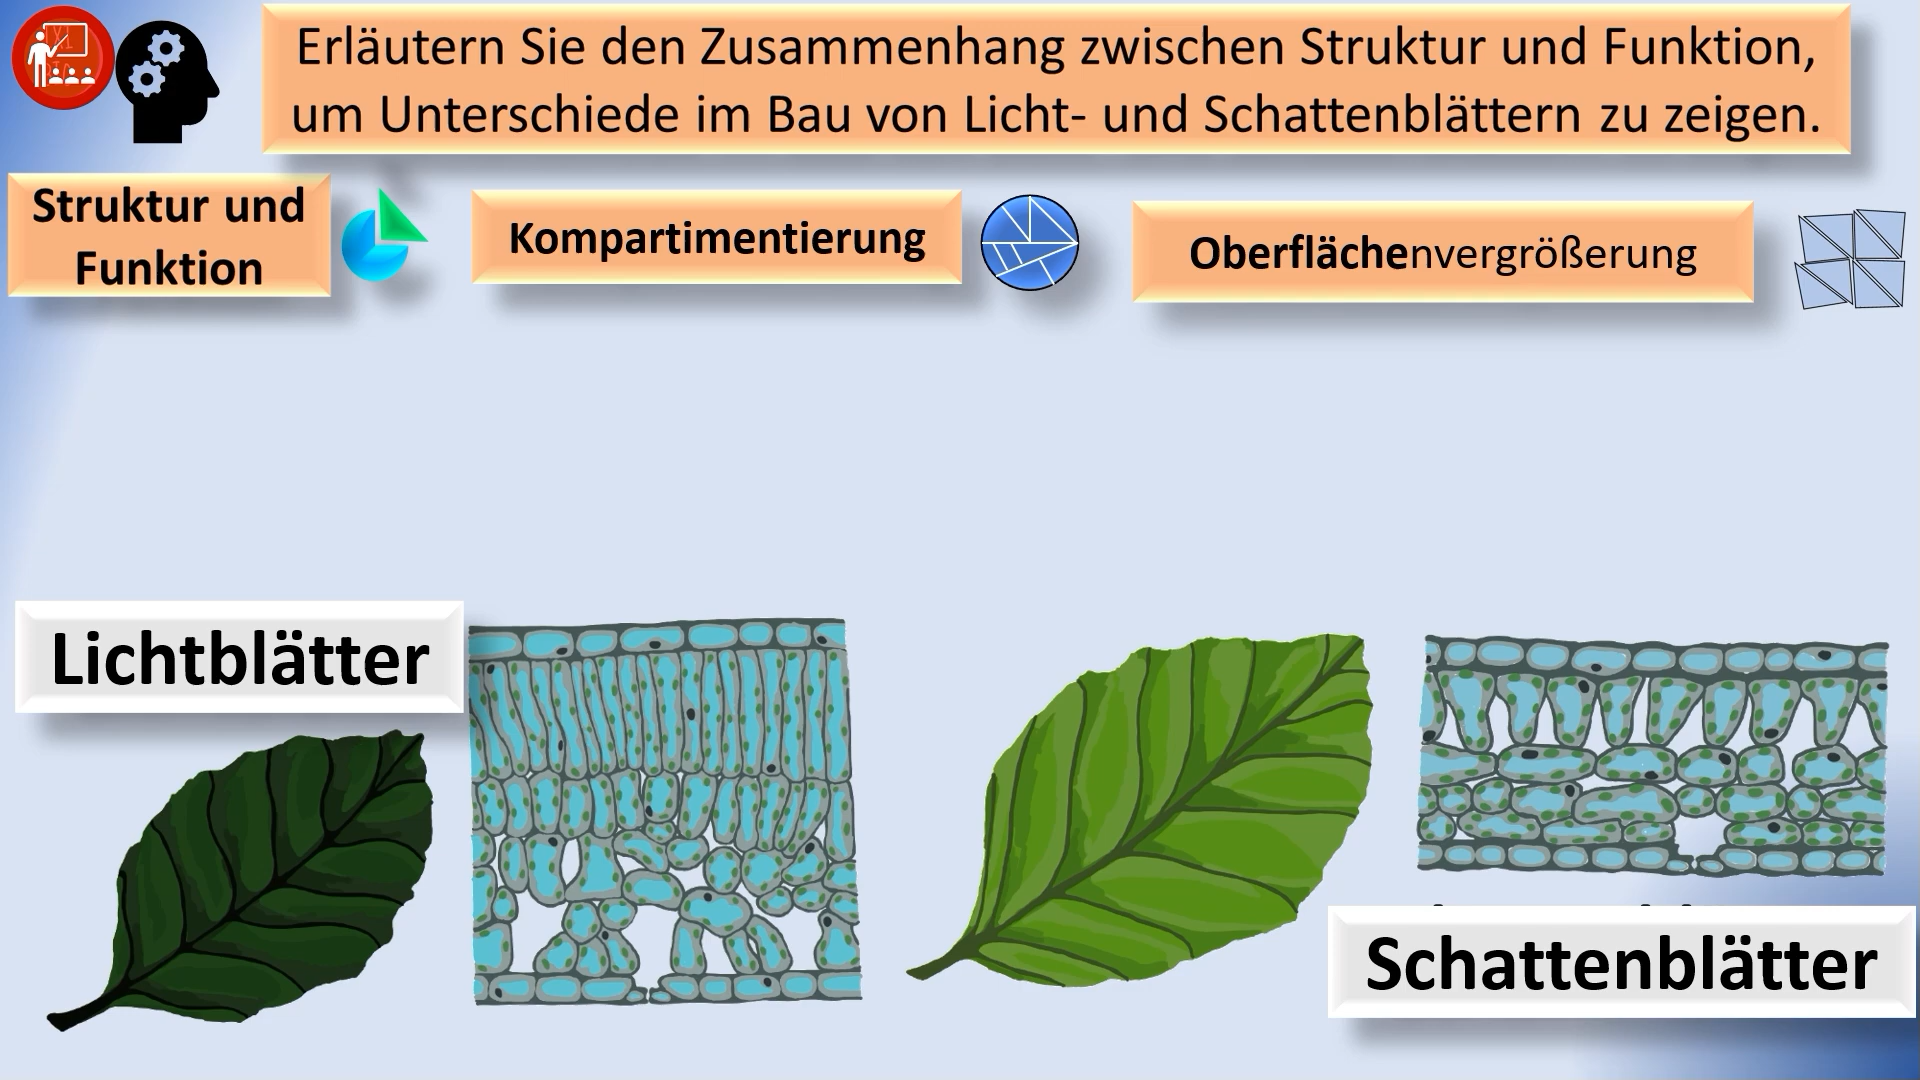 Erläutern Sie den Zusammenhang zwischen Struktur und Funktion,
um Unterschiede im Bau von Licht- und Schattenblättern zu zeigen.
Struktur und
Funktion
Kompartimentierung
Oberflächenvergrößerung
Lichtblätter
Schattenblätter